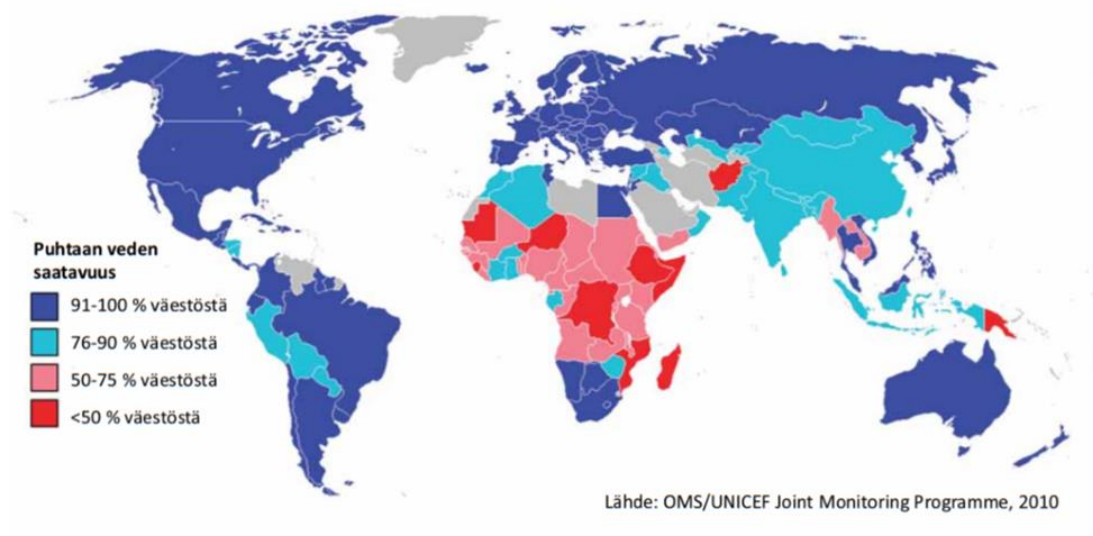 Puhtaan veden
saatavuus
91-100 % väestöstä
76-90 % väestöstä
50-75 % väestöstä
<50 % väestöstä
Lähde: OMS/UNICEF Joint Monitoring Programme, 2010